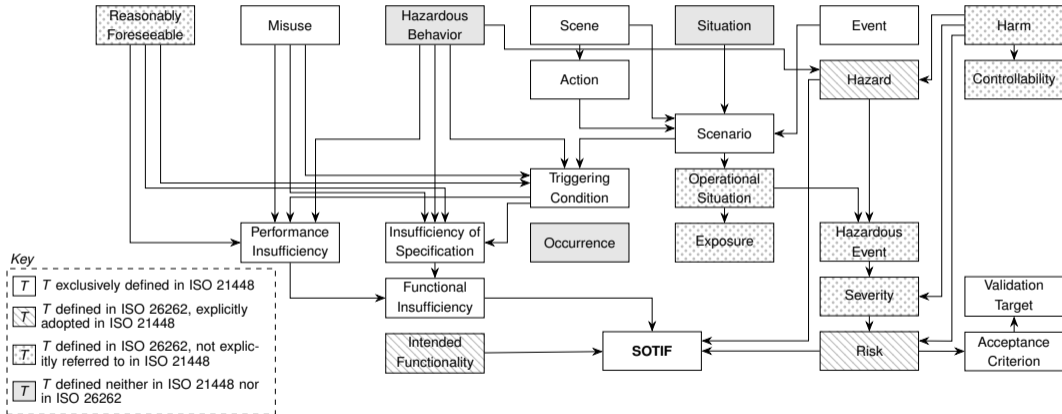 Reasonably
Foreseeable
Misuse
Hazardous
Behavior
Scene
Situation
Event
Harm
Action
Hazard
Controllability
Scenario
Triggering
Condition
Operational
Situation
Performance
Insufficiency
Insufficiency of
Specification
Occurrence
Exposure
Hazardous
Event
Functional
Insufficiency
Severity
Validation
Target
Intended
Functionality
SOTIF
Risk
Acceptance
Criterion
Key
T T exclusively defined in ISO 21448
T T defined in ISO 26262, explicitly
adopted in ISO 21448
T T defined in ISO 26262, not explic-
itly referred to in ISO 21448
T T defined neither in ISO 21448 nor
in ISO 26262